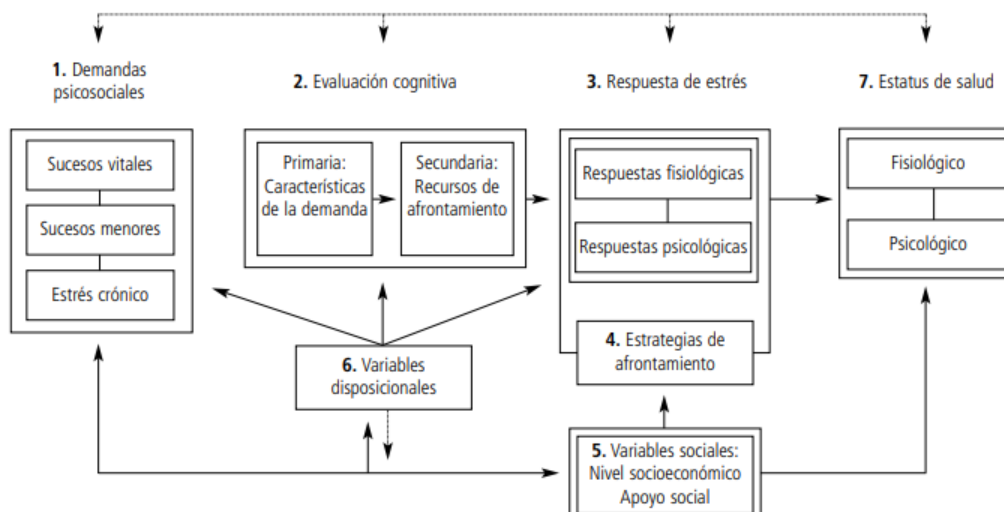 1. Demandas
psicosociales
2. Evaluación cognitiva
3. Respuesta de estrés
7. Estatus de salud
Sucesos vitales
Sucesos menores
Estrés crónico
Primaria:
Características
de la demanda
Secundaria:
Recursos de
afrontamiento
Respuestas fisiológicas
Respuestas psicológicas
Fisiológico
Psicológico
4. Estrategias de
afrontamiento
6. Variables
disposicionales
5. Variables sociales:
Nivel socioeconómico
Apoyo social